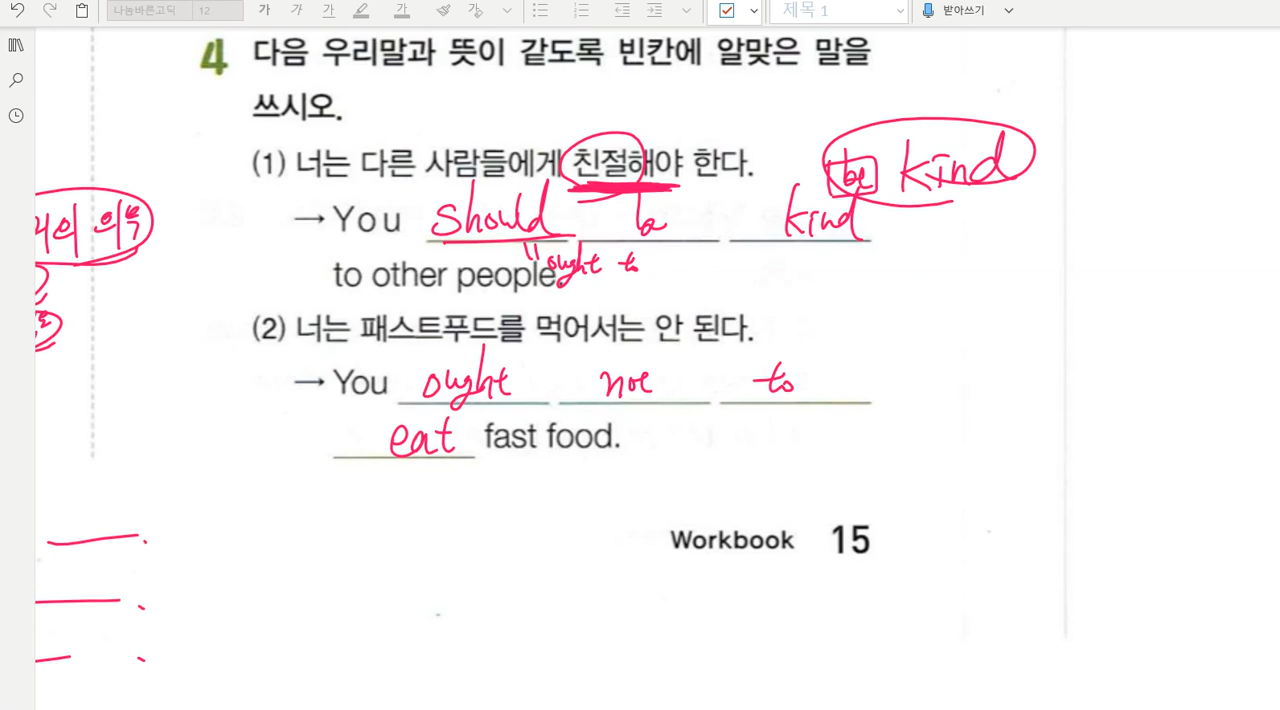 나눔바른고딕 12 가 가 가 가 가 제목 1 받아쓰기
4 다음 우리말과 뜻이 같도록 빈칸에 알맞은 말을
쓰시오.
(1) 너는 다른 사람들에게 친절해야 한다.
be kind
의 의무
→ You should be kind
ought to
to other people.
(2) 너는 패스트푸드를 먹어서는 안 된다.
→ You ought not to
eat fast food.
Workbook 15